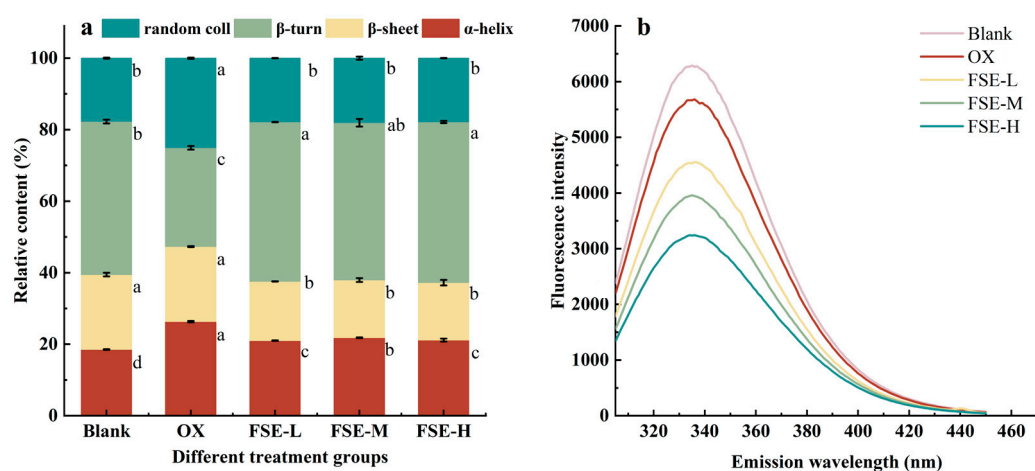 a
random coll
β-turn
β-sheet
α-helix
100
80
60
40
20
0
Relative content (%)
b
b
a
d
a
c
a
a
b
a
b
c
b
ab
b
b
b
a
b
c
Blank
OX
FSE-L
FSE-M
FSE-H
Different treatment groups
b
Blank
OX
FSE-L
FSE-M
FSE-H
7000
6000
5000
4000
3000
2000
1000
0
Fluorescence intensity
320
340
360
380
400
420
440
460
Emission wavelength (nm)